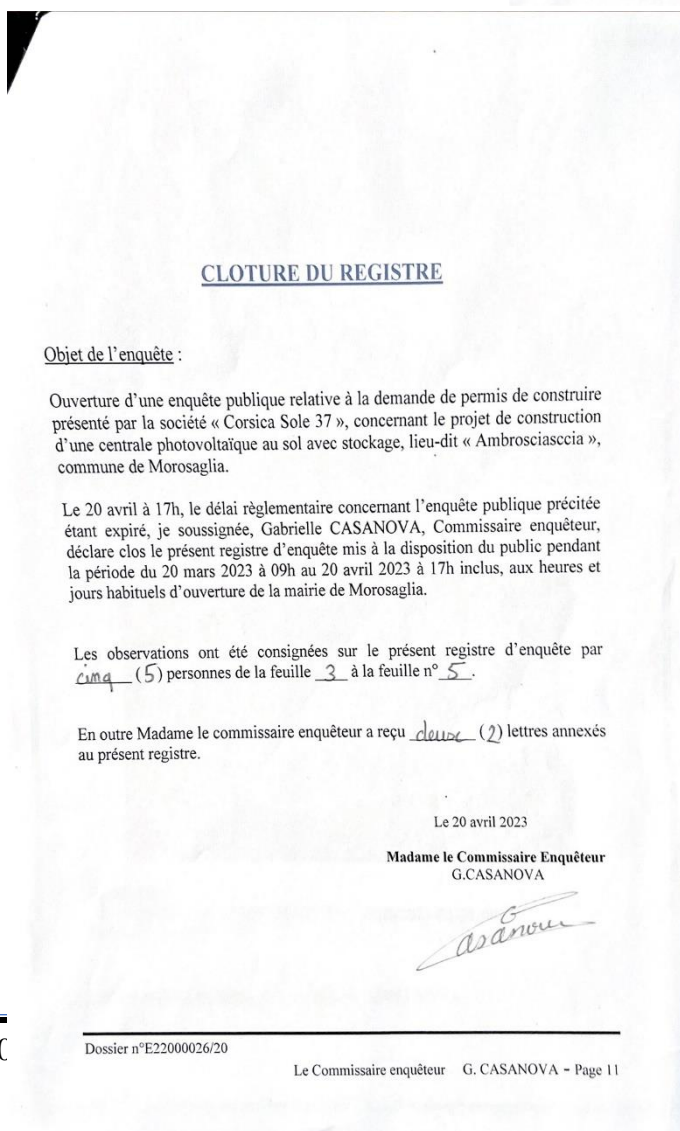 CLOTURE DU REGISTRE
Objet de l'enquête :
Ouverture d'une enquête publique relative à la demande de permis de construire
présenté par la société « Corsica Sole 37 », concernant le projet de construction
d'une centrale photovoltaïque au sol avec stockage, lieu-dit « Ambrosciasccia »,
commune de Morosaglia.
Le 20 avril à 17h, le délai règlementaire concernant l'enquête publique précitée
étant expiré, je soussignée, Gabrielle CASANOVA, Commissaire enquêteur,
déclare clos le présent registre d'enquête mis à la disposition du public pendant
la période du 20 mars 2023 à 09h au 20 avril 2023 à 17h inclus, aux heures et
jours habituels d'ouverture de la mairie de Morosaglia.
Les observations ont été consignées sur le présent registre d'enquête par
cinq (5) personnes de la feuille 3 à la feuille n° 5.
En outre Madame le commissaire enquêteur a reçu deux (2) lettres annexés
au présent registre.
Le 20 avril 2023
Madame le Commissaire Enquêteur
G.CASANOVA
G Casanova
Dossier n°E22000026/20
Le Commissaire enquêteur G. CASANOVA - Page 11